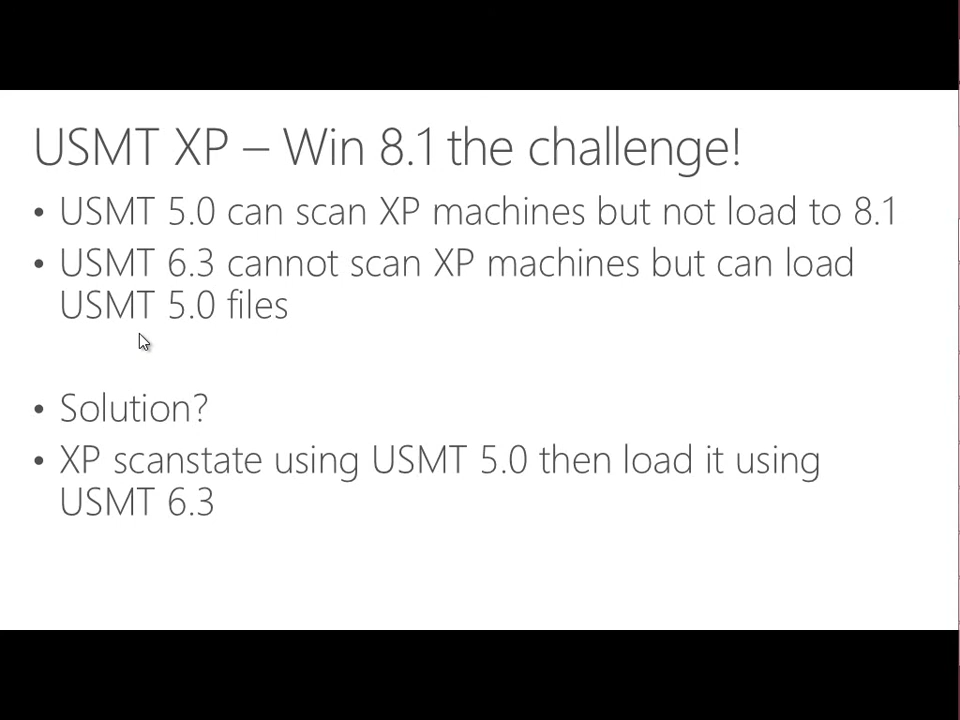 USMT XP – Win 8.1 the challenge!
• USMT 5.0 can scan XP machines but not load to 8.1
• USMT 6.3 cannot scan XP machines but can load
USMT 5.0 files
• Solution?
• XP scanstate using USMT 5.0 then load it using
USMT 6.3